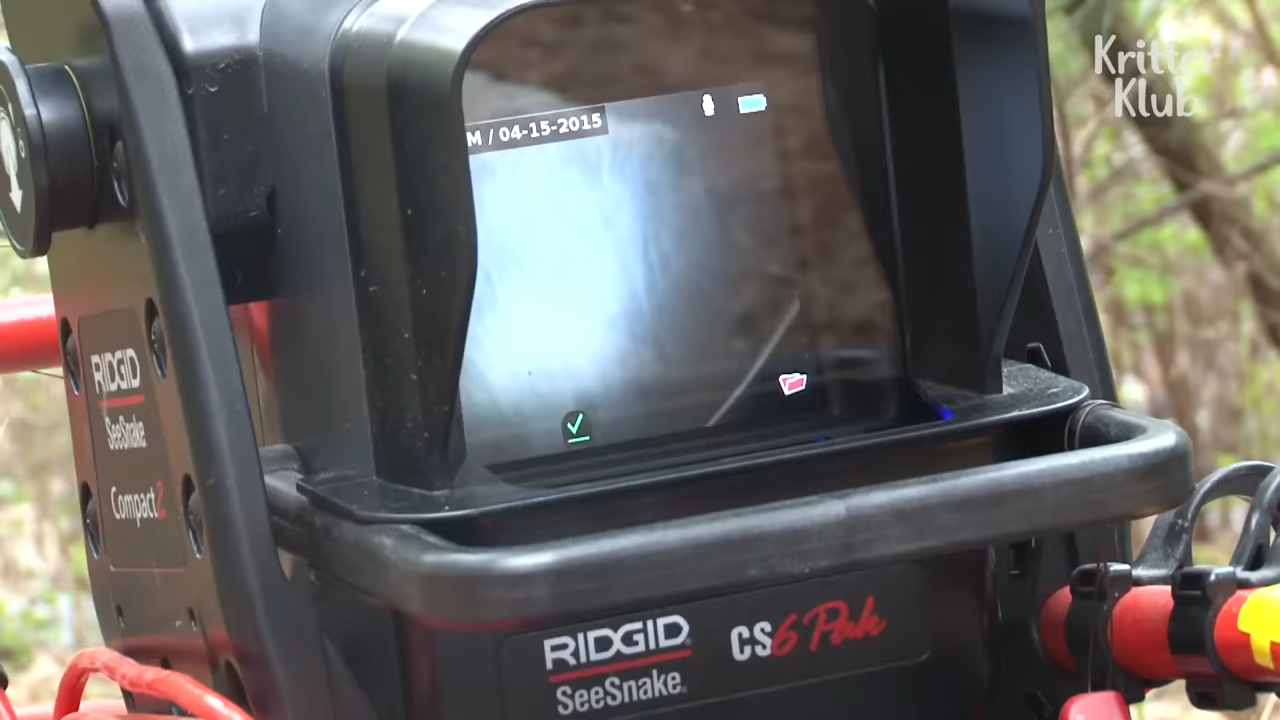 Kritter
Klub
M / 04-15-2015
RIDGID
SeeSnake
Compact2
RIDGID
SeeSnake
CS6 Pak